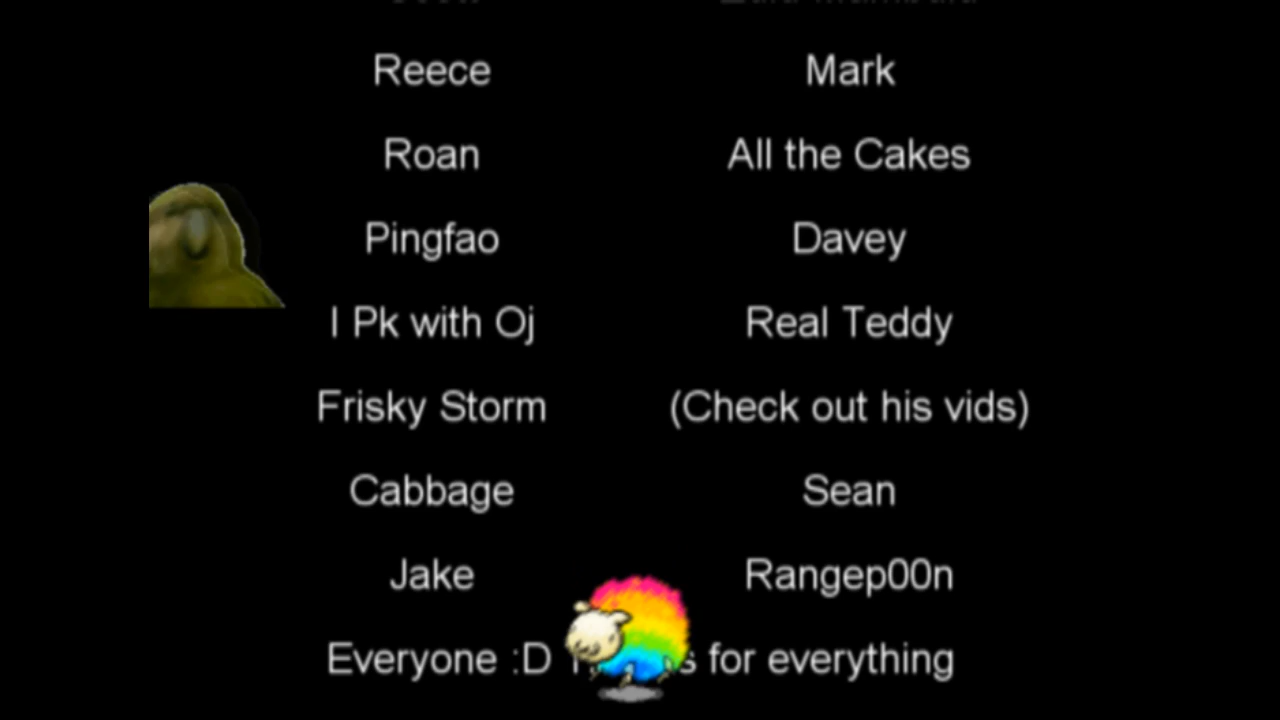 Reece Mark
Roan All the Cakes
Pingfao Davey
I Pk with Oj Real Teddy
Frisky Storm (Check out his vids)
Cabbage Sean
Jake Rangep00n
Everyone :D for everything